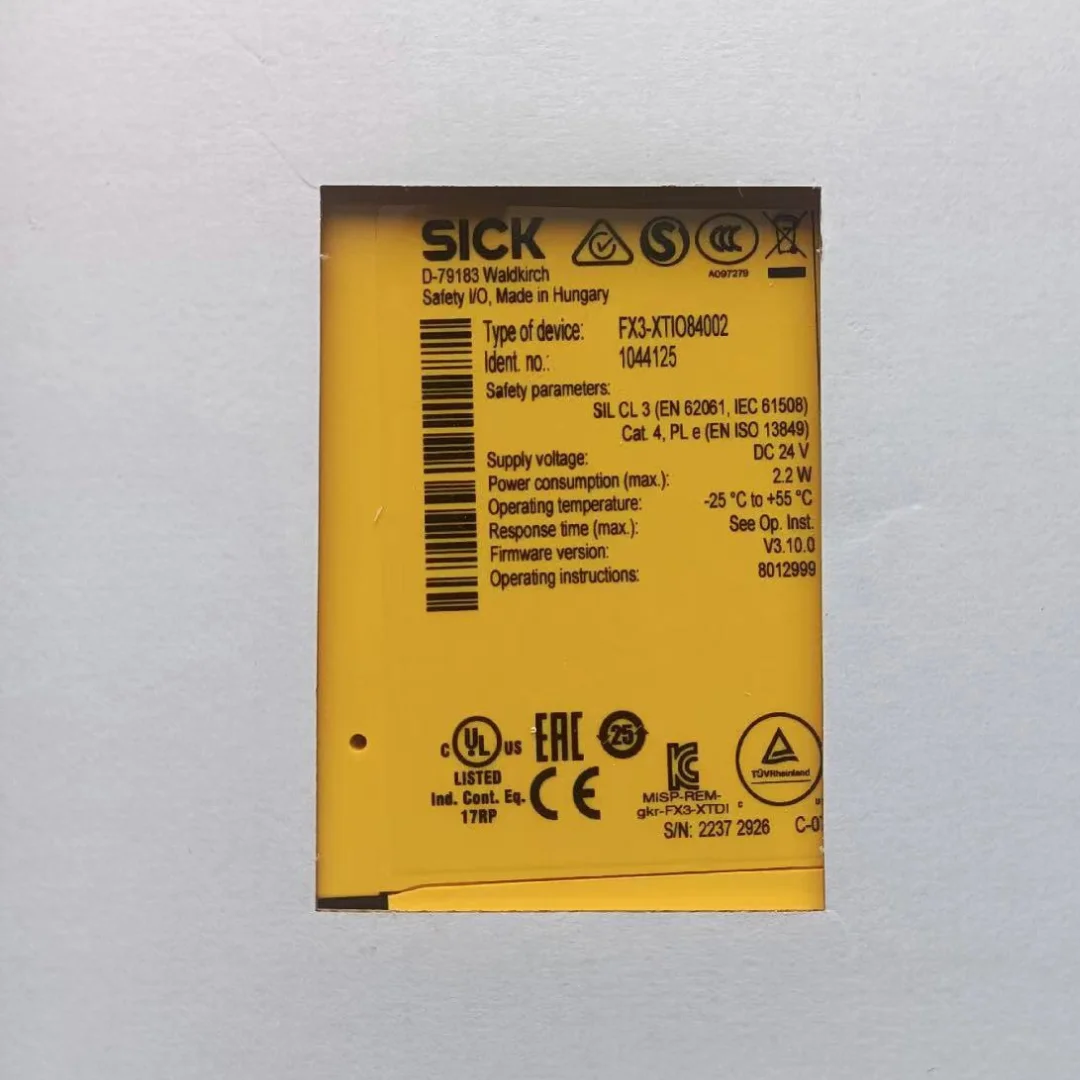 SICK
A097279
D-79183 Waldkirch
Safety I/O, Made in Hungary
Type of device: FX3-XTIO84002
Ident. no.: 1044125
Safety parameters:
SIL CL 3 (EN 62061, IEC 61508)
Cat. 4, PL e (EN ISO 13849)
Supply voltage: DC 24 V
Power consumption (max.): 2.2 W
Operating temperature: -25 °C to +55 °C
Response time (max.): See Op. Inst.
Firmware version: V3.10.0
Operating instructions: 8012999
C UL US
LISTED
Ind. Cont. Eq.
17RP
EAC
25
CE
MISP-REM-
gkr-FX3-XTDI
TÜVRheinland
c us
S/N: 2237 2926 C-0